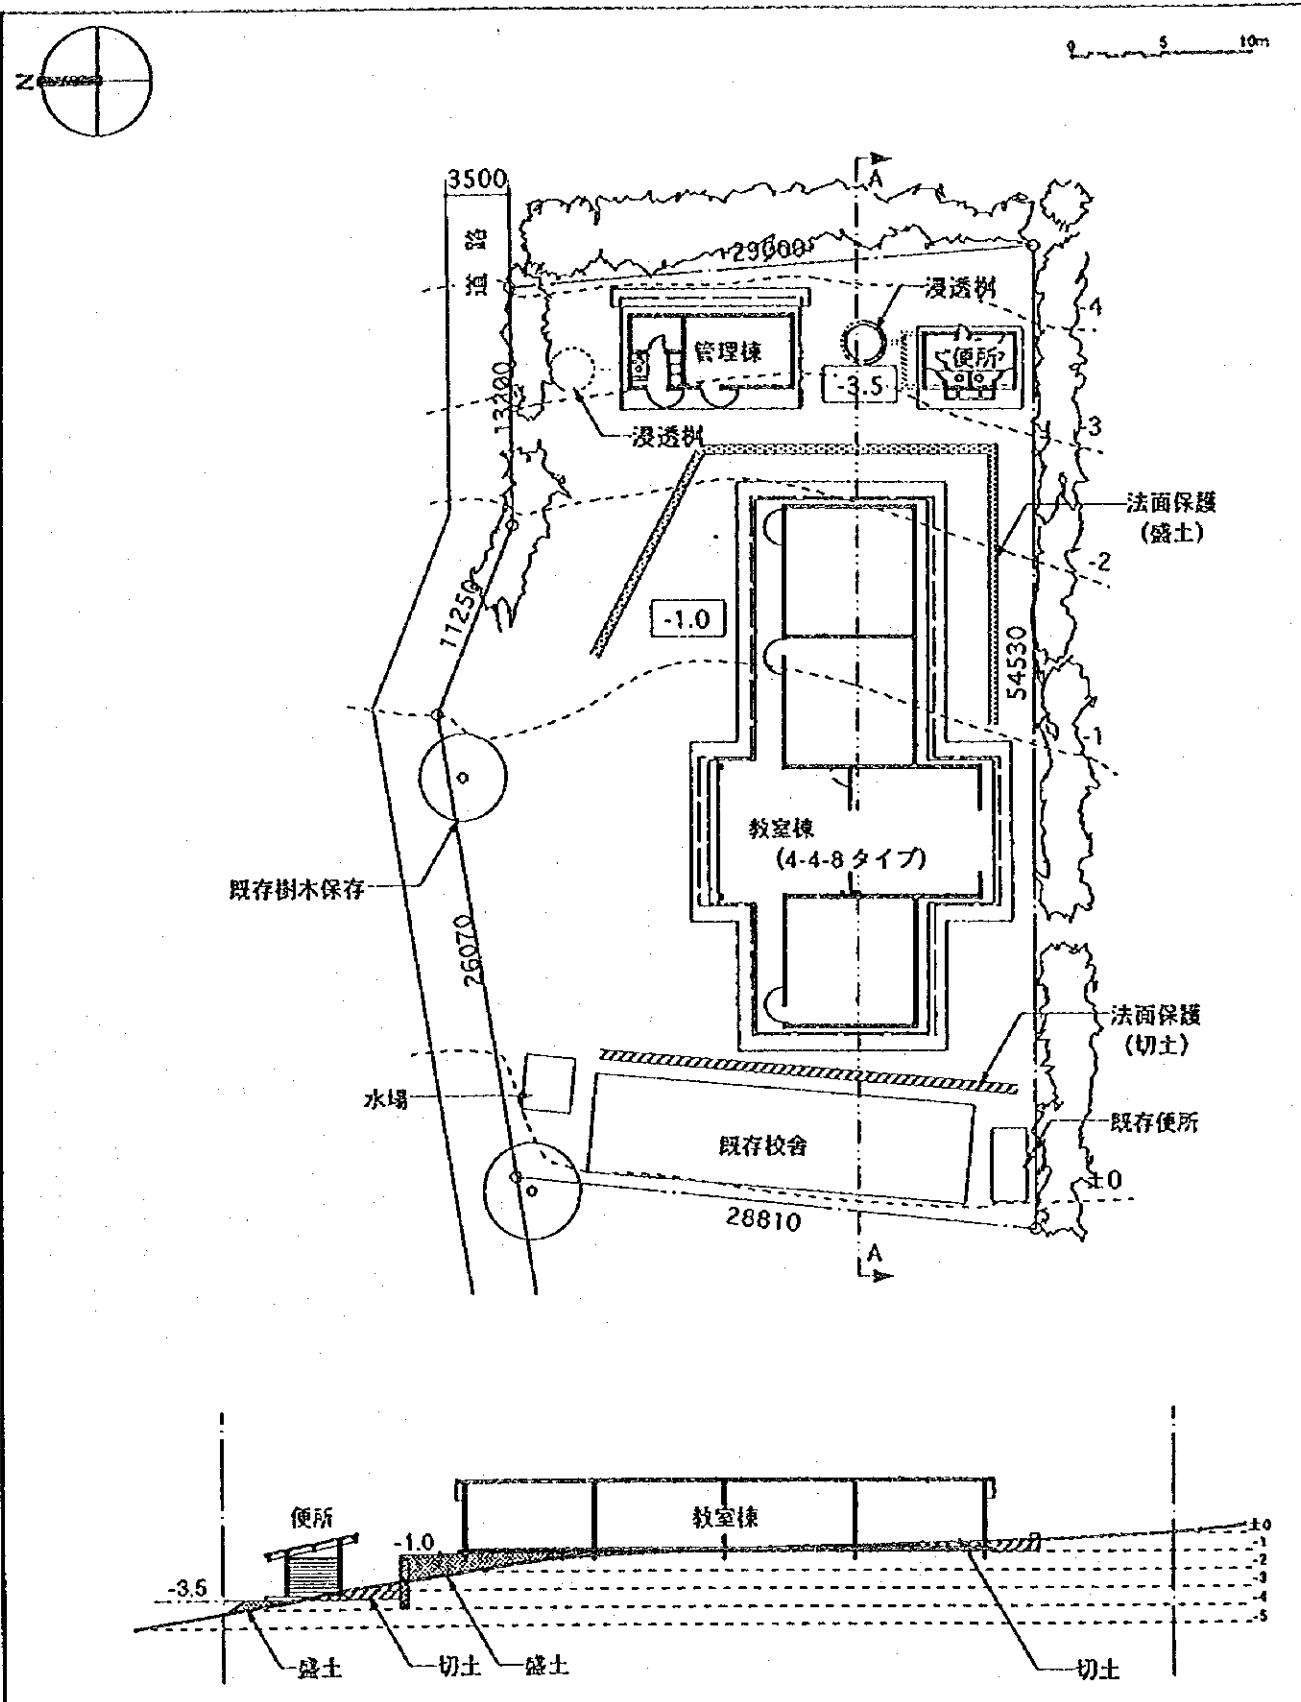 N
0 5 10m
3500
道路
A
29000
浸透桝
-4
管理棟
便所
-3.5
13200
-3
浸透桝
法面保護
(盛土)
-2
11250
-1.0
54530
-1
教室棟
(4-4-8 タイプ)
既存樹木保存
26070
法面保護
(切土)
水場
既存便所
既存校舎
±0
28810
A
便所
教室棟
-1.0
±0
-1
-2
-3
-3.5
-4
-5
盛土
切土
盛土
切土